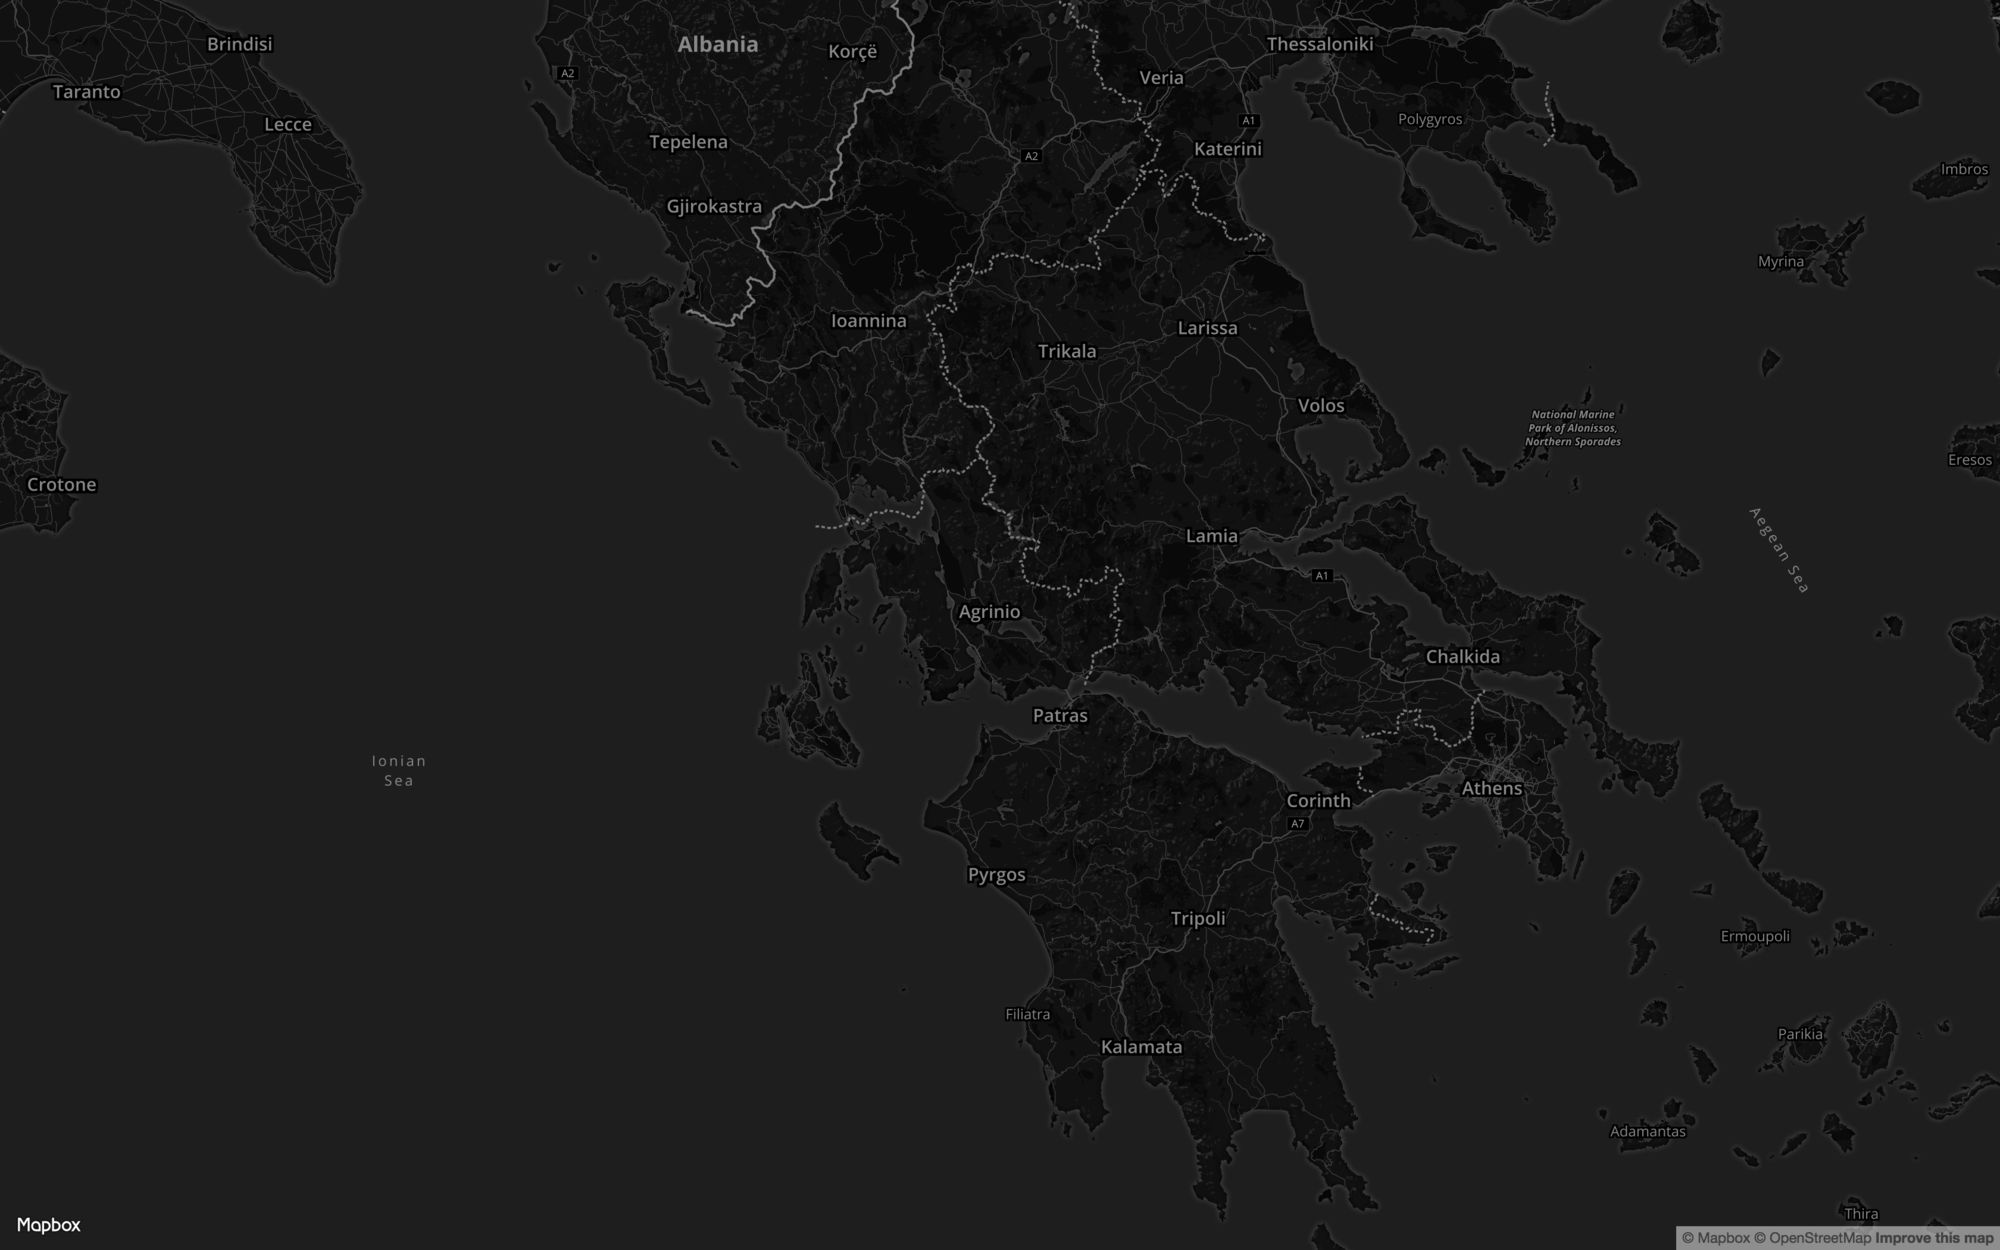 Brindisi
Albania
Korçë
Thessaloniki
A2
Veria
Taranto
Lecce
A1
Polygyros
Tepelena
Katerini
A2
Imbros
Gjirokastra
Myrina
Ioannina
Larissa
Trikala
Volos
National Marine
Park of Alonissos,
Northern Sporades
Eresos
Crotone
Aegean Sea
Lamia
A1
Agrinio
Chalkida
Patras
Ionian
Sea
Athens
Corinth
A7
Pyrgos
Tripoli
Ermoupoli
Filiatra
Parikia
Kalamata
Adamantas
Thira
Mapbox
© Mapbox © OpenStreetMap Improve this map